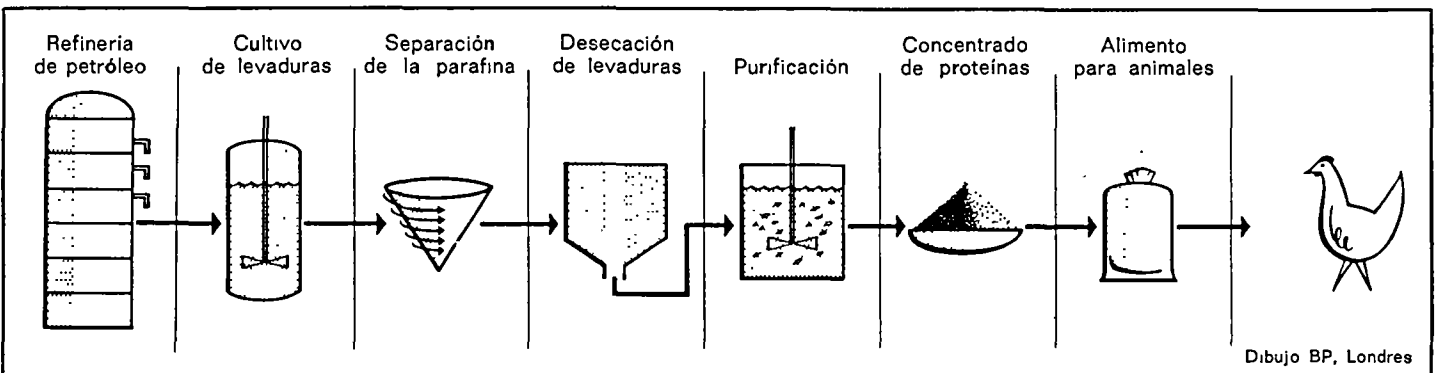 Refinería
de petróleo
Cultivo
de levaduras
Separación
de la parafina
Desecación
de levaduras
Purificación
Concentrado
de proteínas
Alimento
para animales
Dibujo BP, Londres